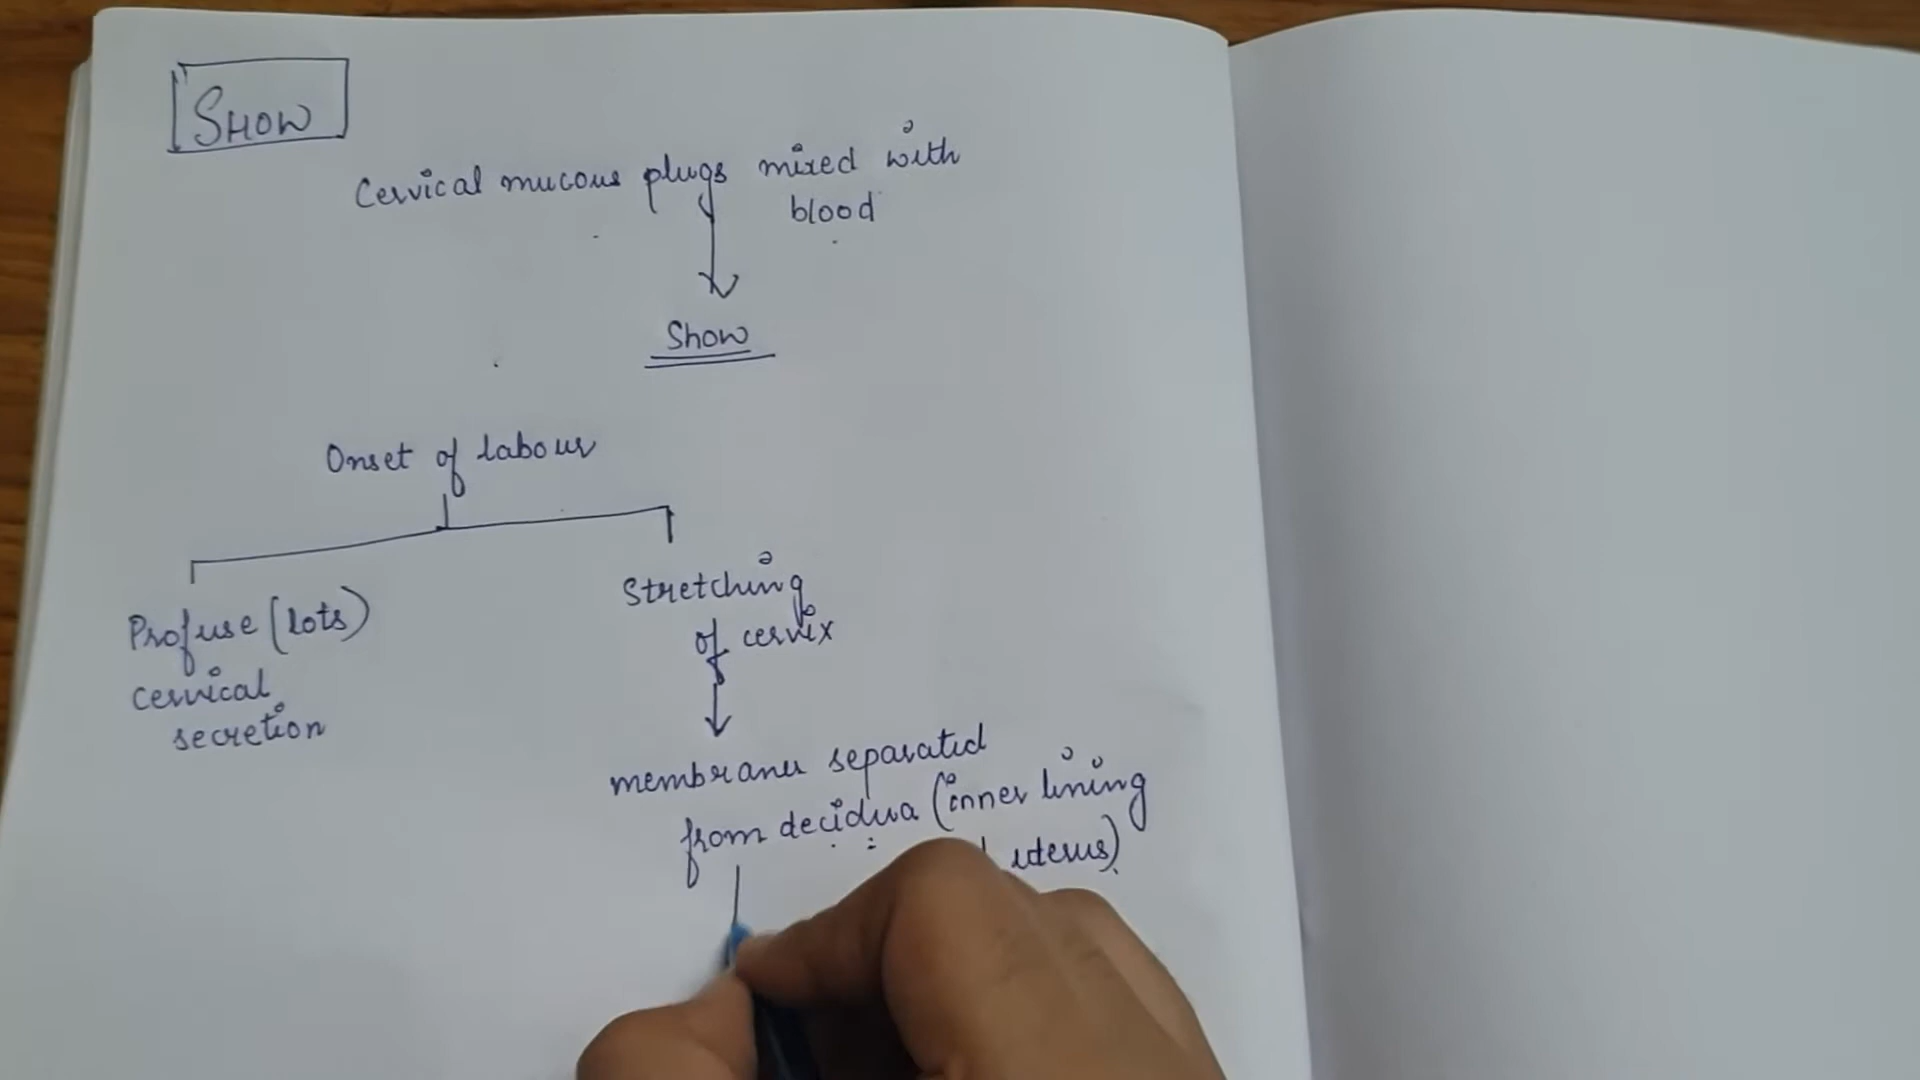 SHOW
Cervical mucous plugs mixed with
blood
Show
Onset of labour
Profuse (lots)
cervical
secretion
Stretching
of cervix
membranes separated
from decidua (inner lining
uterus)